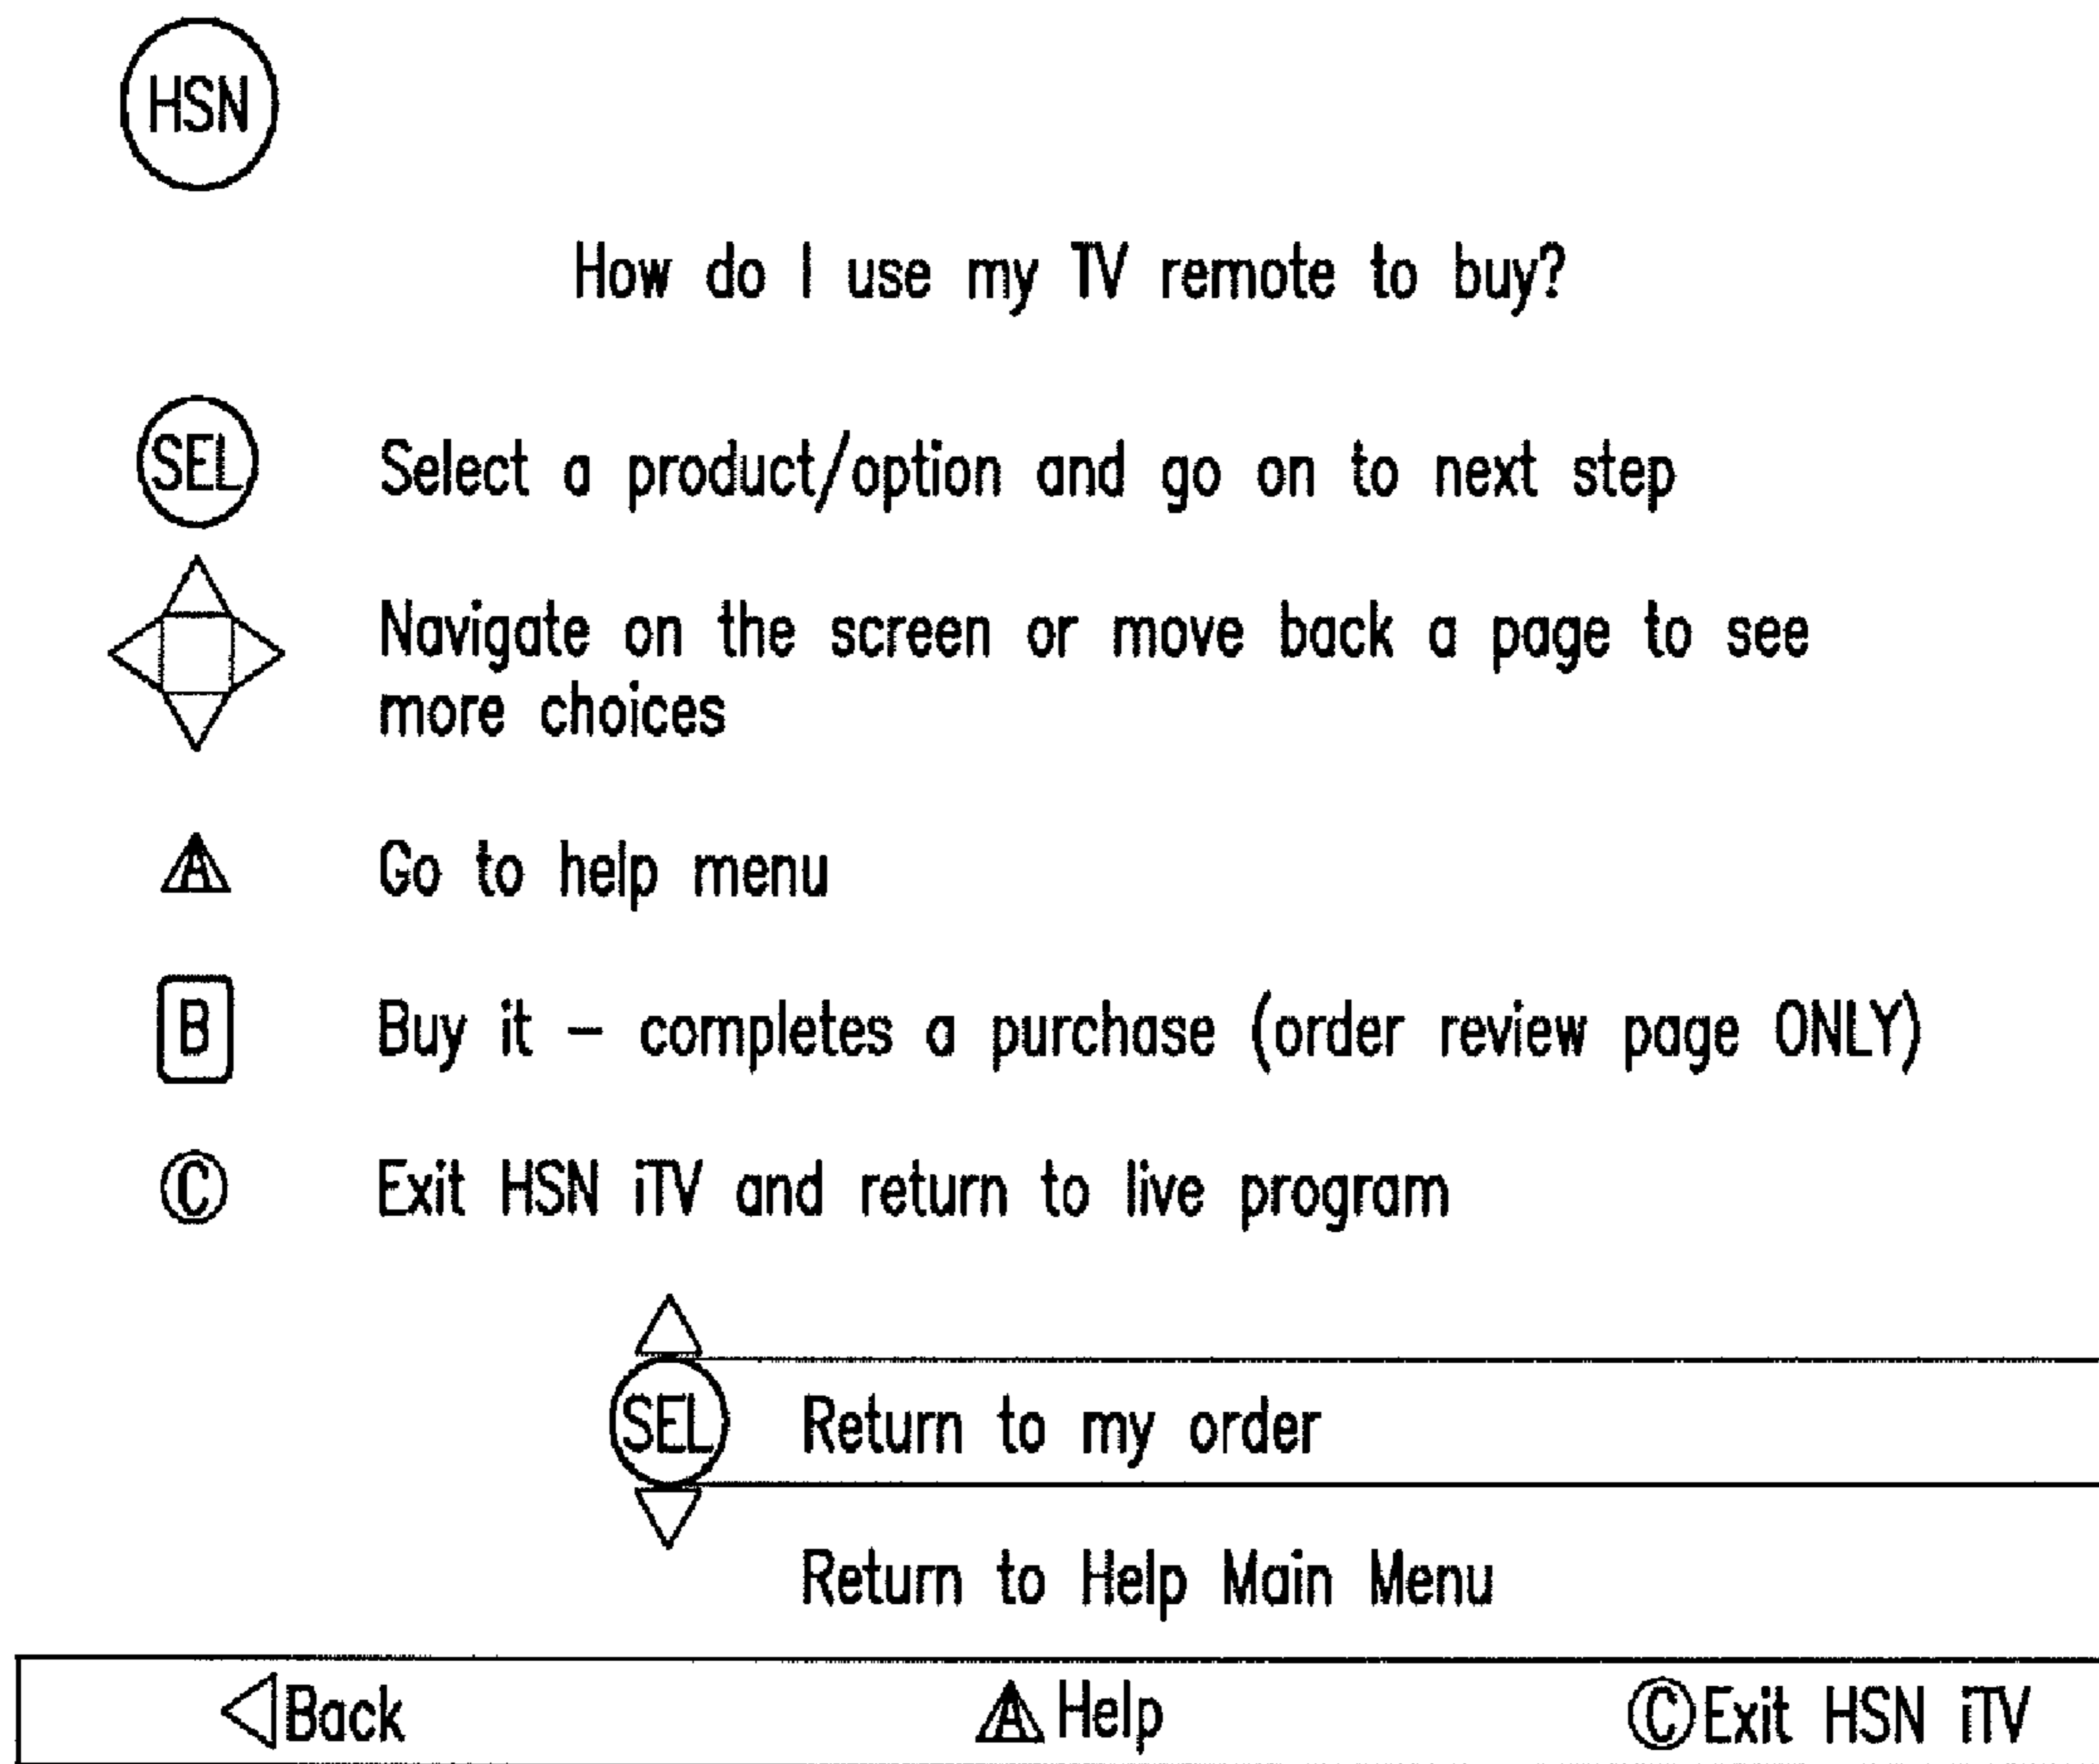 HSN
How do I use my TV remote to buy?
SEL Select a product/option and go on to next step
Navigate on the screen or move back a page to see
more choices
A Go to help menu
B Buy it – completes a purchase (order review page ONLY)
C Exit HSN iTV and return to live program
SEL Return to my order
Return to Help Main Menu
Back A Help C Exit HSN iTV